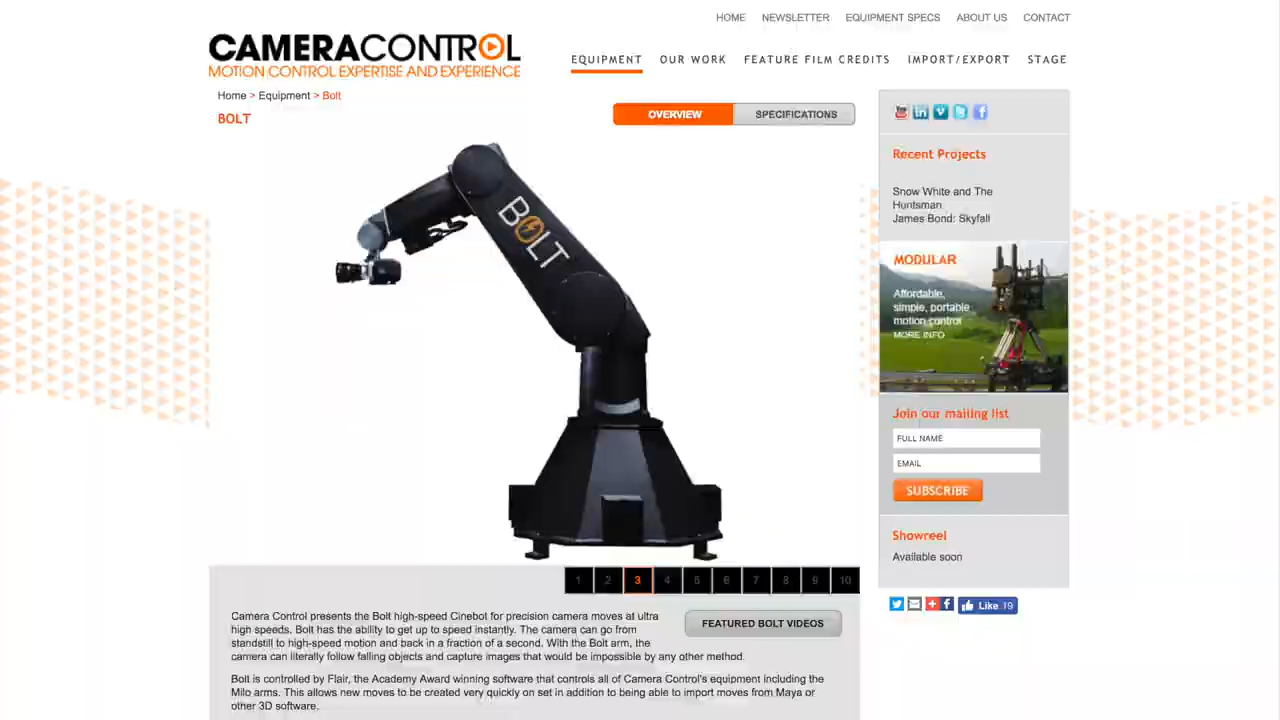 HOME NEWSLETTER EQUIPMENT SPECS ABOUT US CONTACT
CAMERACONTROL
MOTION CONTROL EXPERTISE AND EXPERIENCE
EQUIPMENT OUR WORK FEATURE FILM CREDITS IMPORT/EXPORT STAGE
Home > Equipment > Bolt
BOLT
OVERVIEW SPECIFICATIONS
BOLT
1 2 3 4 5 6 7 8 9 10
Camera Control presents the Bolt high-speed Cinebot for precision camera moves at ultra
high speeds. Bolt has the ability to get up to speed instantly. The camera can go from
standstill to high-speed motion and back in a fraction of a second. With the Bolt arm, the
camera can literally follow falling objects and capture images that would be impossible by any other method.
FEATURED BOLT VIDEOS
Bolt is controlled by Flair, the Academy Award winning software that controls all of Camera Control's equipment including the
Milo arms. This allows new moves to be created very quickly on set in addition to being able to import moves from Maya or
other 3D software.
You in v t f
Recent Projects
Snow White and The
Huntsman
James Bond: Skyfall
MODULAR
Affordable,
simple, portable
motion control
MORE INFO
Join our mailing list
FULL NAME
EMAIL
SUBSCRIBE
Showreel
Available soon
Like 19